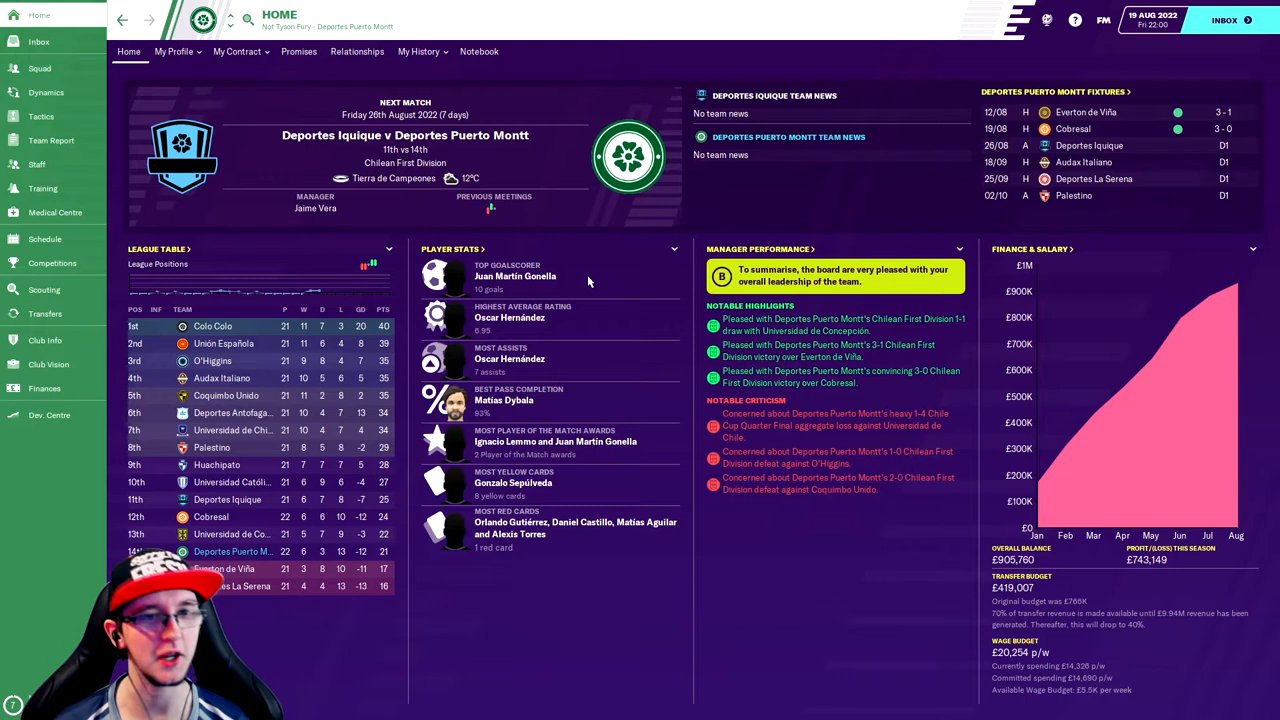 Home
HOME
Not Tyson Fury - Deportes Puerto Montt
?
FM
19 AUG 2022
Fri 22:00
INBOX
Home
My Profile
My Contract
Promises
Relationships
My History
Notebook
Inbox
Squad
Dynamics
Tactics
Team Report
Staff
Training
Medical Centre
Schedule
Competitions
Scouting
Transfers
Club Info
Club Vision
Finances
Dev. Centre
7
NEXT MATCH
Friday 26th August 2022 (7 days)
Deportes Iquique v Deportes Puerto Montt
11th vs 14th
Chilean First Division
Tierra de Campeones 12°C
MANAGER
Jaime Vera
PREVIOUS MEETINGS
DEPORTES IQUIQUE TEAM NEWS
No team news
DEPORTES PUERTO MONTT TEAM NEWS
No team news
DEPORTES PUERTO MONTT FIXTURES >
12/08 H Everton de Viña 3 - 1
19/08 H Cobresal 3 - 0
26/08 A Deportes Iquique D1
18/09 H Audax Italiano D1
25/09 H Deportes La Serena D1
02/10 A Palestino D1
LEAGUE TABLE >
League Positions
POS INF TEAM P W D L G PTS
1st Colo Colo 21 11 7 3 20 40
2nd Unión Española 21 11 6 4 8 39
3rd O'Higgins 21 9 8 4 7 35
4th Audax Italiano 21 10 5 6 5 35
5th Coquimbo Unido 21 11 2 8 2 35
6th Deportes Antofaga... 21 10 4 7 13 34
7th Universidad de Chi... 21 10 4 7 4 34
8th Palestino 21 8 5 8 -2 29
9th Huachipato 21 7 7 7 5 28
10th Universidad Católi... 21 6 9 6 -4 27
11th Deportes Iquique 21 6 7 8 -7 25
12th Cobresal 22 6 6 10 -12 24
13th Universidad de Co... 21 5 7 9 -3 22
14th Deportes Puerto M... 22 6 3 13 -12 21
Everton de Viña 21 3 8 10 -11 17
La Serena 21 4 4 13 -13 16
PLAYER STATS >
TOP GOALSCORER
Juan Martín Gonella
10 goals
HIGHEST AVERAGE RATING
Oscar Hernández
6.95
MOST ASSISTS
Oscar Hernández
7 assists
BEST PASS COMPLETION
Matías Dybala
93%
MOST PLAYER OF THE MATCH AWARDS
Ignacio Lemmo and Juan Martín Gonella
2 Player of the Match awards
MOST YELLOW CARDS
Gonzalo Sepúlveda
8 yellow cards
MOST RED CARDS
Orlando Gutiérrez, Daniel Castillo, Matías Aguilar
and Alexis Torres
1 red card
MANAGER PERFORMANCE >
B
To summarise, the board are very pleased with your
overall leadership of the team.
NOTABLE HIGHLIGHTS
Pleased with Deportes Puerto Montt's Chilean First Division 1-1
draw with Universidad de Concepción.
Pleased with Deportes Puerto Montt's 3-1 Chilean First
Division victory over Everton de Viña.
Pleased with Deportes Puerto Montt's convincing 3-0 Chilean
First Division victory over Cobresal.
NOTABLE CRITICISM
Concerned about Deportes Puerto Montt's heavy 1-4 Chile
Cup Quarter Final aggregate loss against Universidad de
Chile.
Concerned about Deportes Puerto Montt's 1-0 Chilean First
Division defeat against O'Higgins.
Concerned about Deportes Puerto Montt's 2-0 Chilean First
Division defeat against Coquimbo Unido.
FINANCE & SALARY >
£1M
£900K
£800K
£700K
£600K
£500K
£400K
£300K
£200K
£100K
£0
Jan Feb Mar Apr May Jun Jul Aug
OVERALL BALANCE
£905,760
PROFIT/(LOSS) THIS SEASON
£743,149
TRANSFER BUDGET
£419,007
Original budget was £766K
70% of transfer revenue is made available until £9.94M revenue has been
generated. Thereafter, this will drop to 40%.
WAGE BUDGET
£20,254 p/w
Currently spending £14,326 p/w
Committed spending £14,690 p/w
Available Wage Budget: £5.5K per week